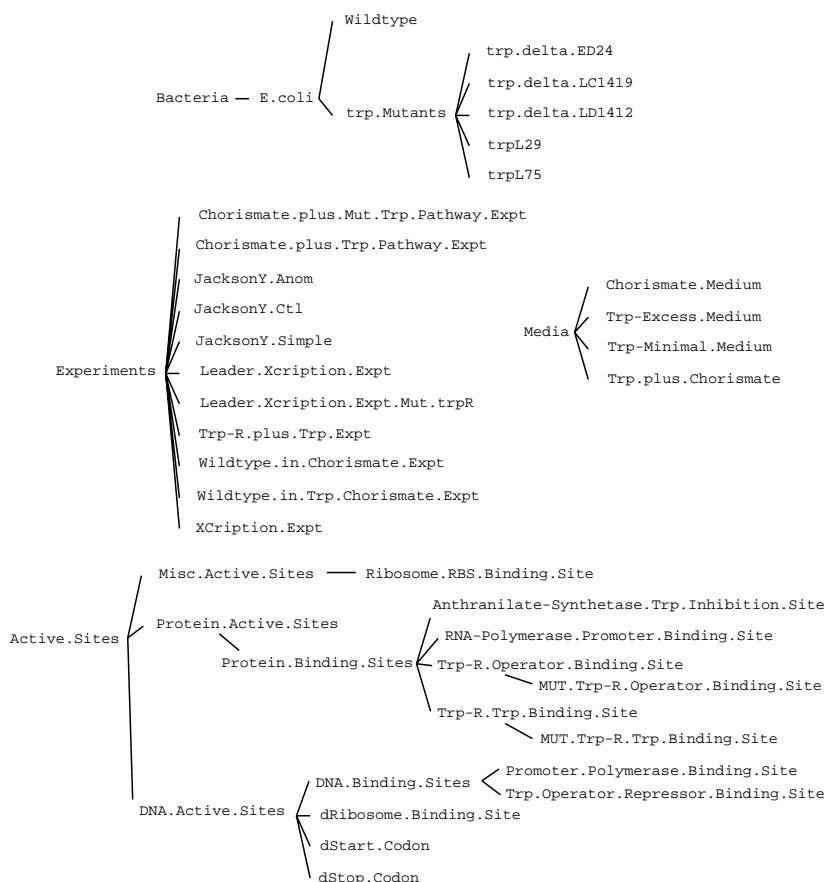 Wildtype
trp.delta.ED24
trp.delta.LC1419
Bacteria
E.coli
trp.Mutants
trp.delta.LD1412
trpL29
trpL75
Chorismate.plus.Mut.Trp.Pathway.Expt
Chorismate.plus.Trp.Pathway.Expt
JacksonY.Anom
JacksonY.Ctl
JacksonY.Simple
Experiments
Leader.Xcription.Expt
Leader.Xcription.Expt.Mut.trpR
Trp-R.plus.Trp.Expt
Wildtype.in.Chorismate.Expt
Wildtype.in.Trp.Chorismate.Expt
XCription.Expt
Chorismate.Medium
Trp-Excess.Medium
Media
Trp-Minimal.Medium
Trp.plus.Chorismate
Misc.Active.Sites
Ribosome.RBS.Binding.Site
Active.Sites
Protein.Active.Sites
Protein.Binding.Sites
Anthranilate-Synthetase.Trp.Inhibition.Site
RNA-Polymerase.Promoter.Binding.Site
Trp-R.Operator.Binding.Site
MUT.Trp-R.Operator.Binding.Site
Trp-R.Trp.Binding.Site
MUT.Trp-R.Trp.Binding.Site
DNA.Active.Sites
DNA.Binding.Sites
Promoter.Polymerase.Binding.Site
Trp.Operator.Repressor.Binding.Site
dRibosome.Binding.Site
dStart.Codon
dStop.Codon